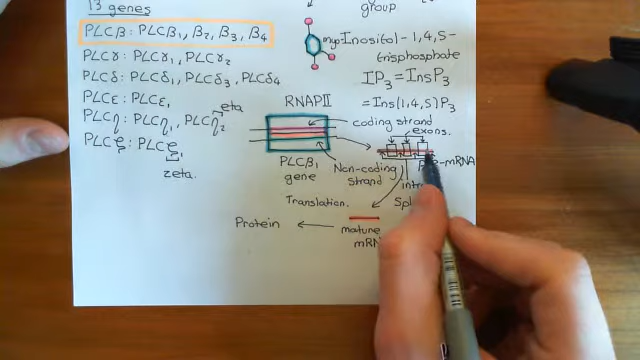 13 genes
PLCβ: PLCβ1, β2, β3, β4
PLCγ: PLCγ1, PLCγ2
PLCδ: PLCδ1, PLCδ3, PLCδ4
PLCε: PLCε1
eta
PLCη: PLCη1, PLCη2
PLCξ: PLCξ1
zeta.
group
myo-Inositol-1,4,5-
trisphosphate
IP3 = InsP3
= Ins(1,4,5)P3
RNAPII
coding strand
exons.
PLCβ1
gene
Non-coding
strand
-mRNA
Translation.
Protein
mature